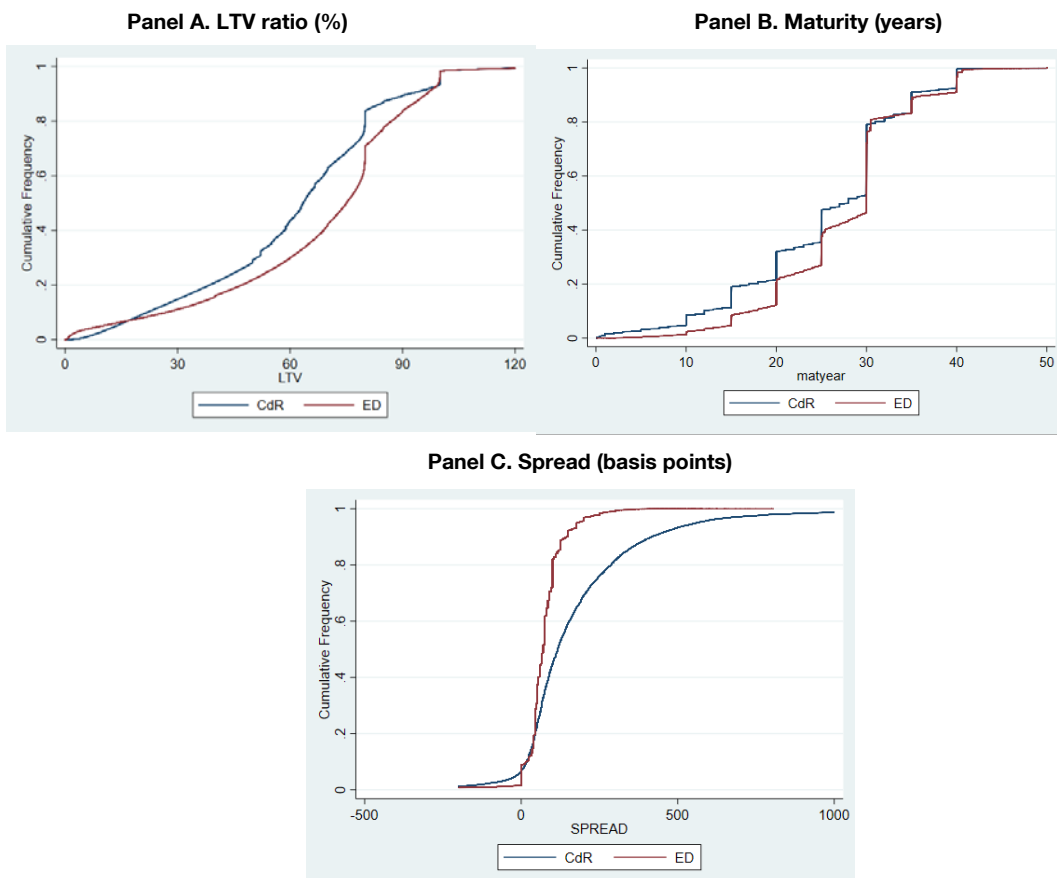 Panel A. LTV ratio (%)
Cumulative Frequency
1
.8
.6
.4
.2
0
0 30 60 90 120
LTV
CdR ED
Panel B. Maturity (years)
Cumulative Frequency
1
.8
.6
.4
.2
0
0 10 20 30 40 50
matyear
CdR ED
Panel C. Spread (basis points)
Cumulative Frequency
1
.8
.6
.4
.2
0
-500 0 500 1000
SPREAD
CdR ED